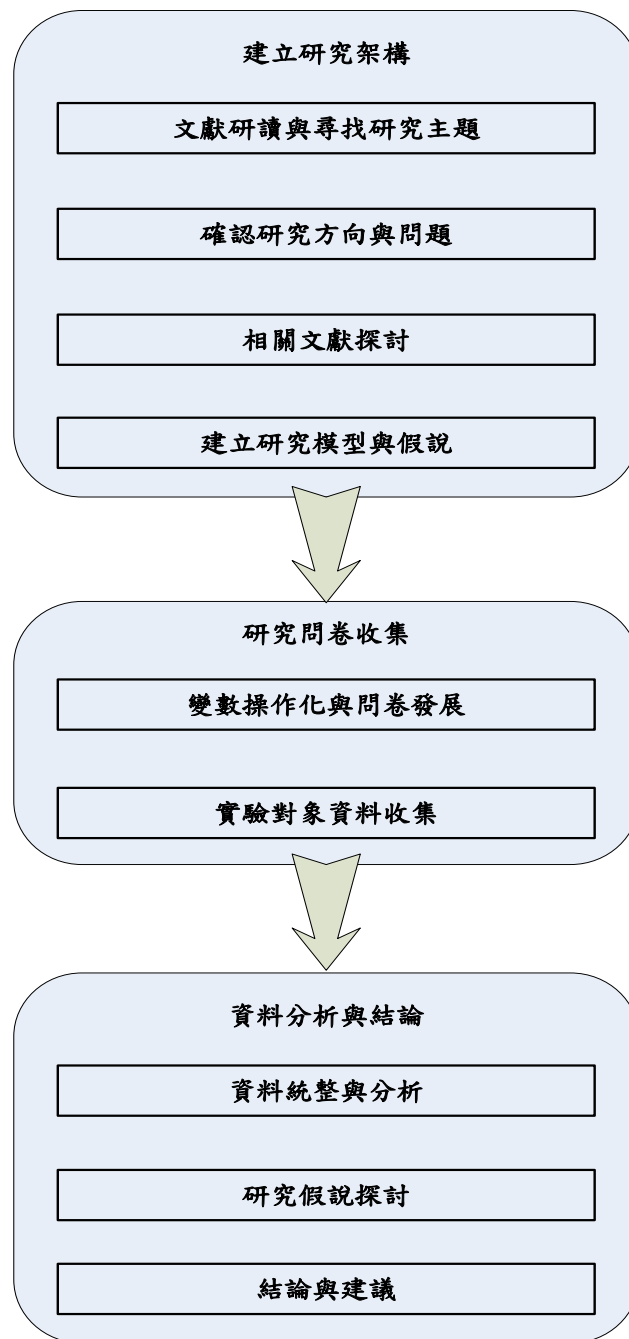 建立研究架構
文獻研讀與尋找研究主題
確認研究方向與問題
相關文獻探討
建立研究模型與假說
研究問卷收集
變數操作化與問卷發展
實驗對象資料收集
資料分析與結論
資料統整與分析
研究假說探討
結論與建議